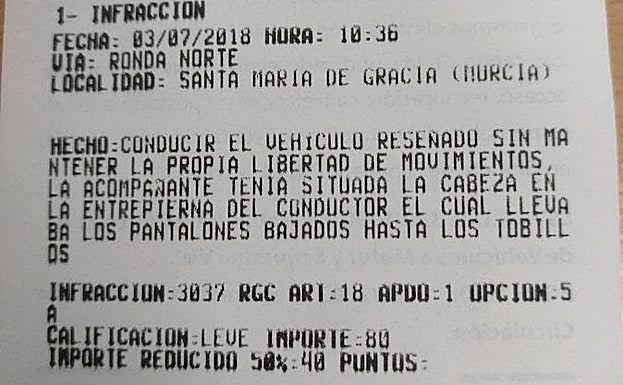 1- INFRACCION
FECHA: 03/07/2018 HORA: 10:36
VIA: RONDA NORTE
LOCALIDAD: SANTA MARIA DE GRACIA (MURCIA)
HECHO:CONDUCIR EL VEHICULO RESEÑADO SIN MA
NTENER LA PROPIA LIBERTAD DE MOVIMIENTOS,
LA ACOMPAÑANTE TENIA SITUADA LA CABEZA EN
LA ENTREPIERNA DEL CONDUCTOR EL CUAL LLEVA
BA LOS PANTALONES BAJADOS HASTA LOS TOBILL
OS
INFRACCION:3037 RGC ART:18 APDO:1 OPCION:5
A
CALIFICACION:LEVE IMPORTE:80
IMPORTE REDUCIDO 50%:40 PUNTOS: